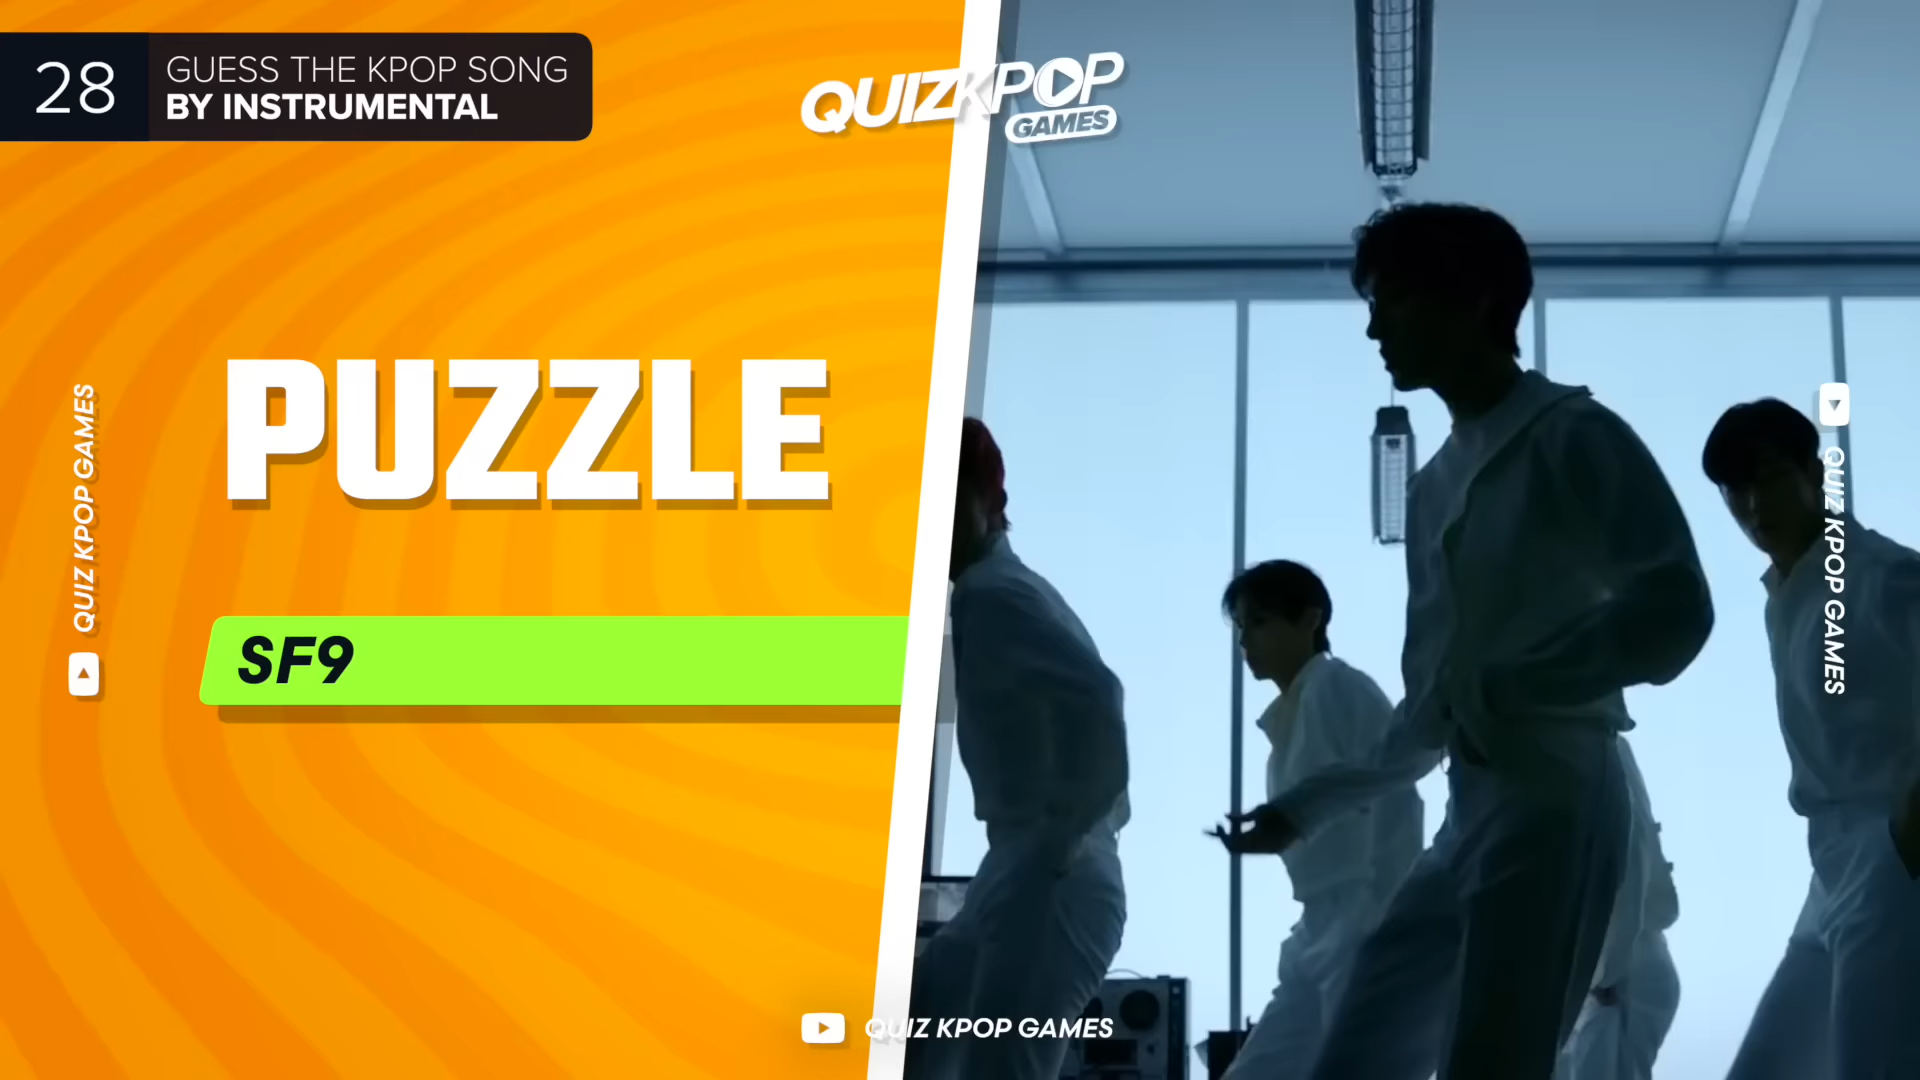 28
GUESS THE KPOP SONG
BY INSTRUMENTAL
QUIZKPOP
GAMES
PUZZLE
SF9
QUIZ KPOP GAMES
QUIZ KPOP GAMES
QUIZ KPOP GAMES